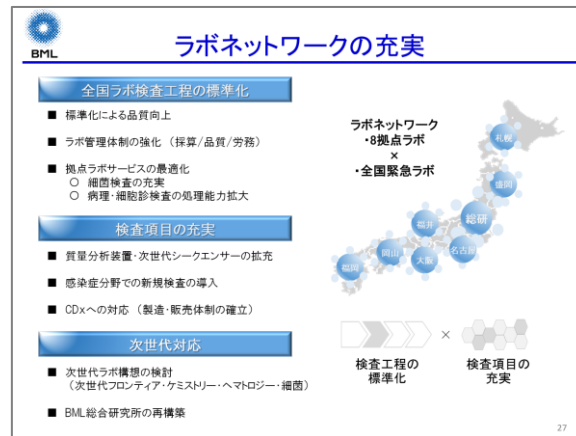 BML
ラボネットワークの充実
全国ラボ検査工程の標準化
■ 標準化による品質向上
■ ラボ管理体制の強化 (採算/品質/労務)
■ 拠点ラボサービスの最適化
○ 細菌検査の充実
○ 病理・細胞診検査の処理能力拡大
検査項目の充実
■ 質量分析装置・次世代シークエンサーの拡充
■ 感染症分野での新規検査の導入
■ CDxへの対応 (製造・販売体制の確立)
次世代対応
■ 次世代ラボ構想の検討
(次世代フロンティア・ケミストリー・ヘマトロジー・細菌)
■ BML総合研究所の再構築
ラボネットワーク
・8拠点ラボ
×
・全国緊急ラボ
札幌
盛岡
総研
福井
名古屋
岡山
大阪
福岡
×
検査工程の
標準化
検査項目の
充実
27